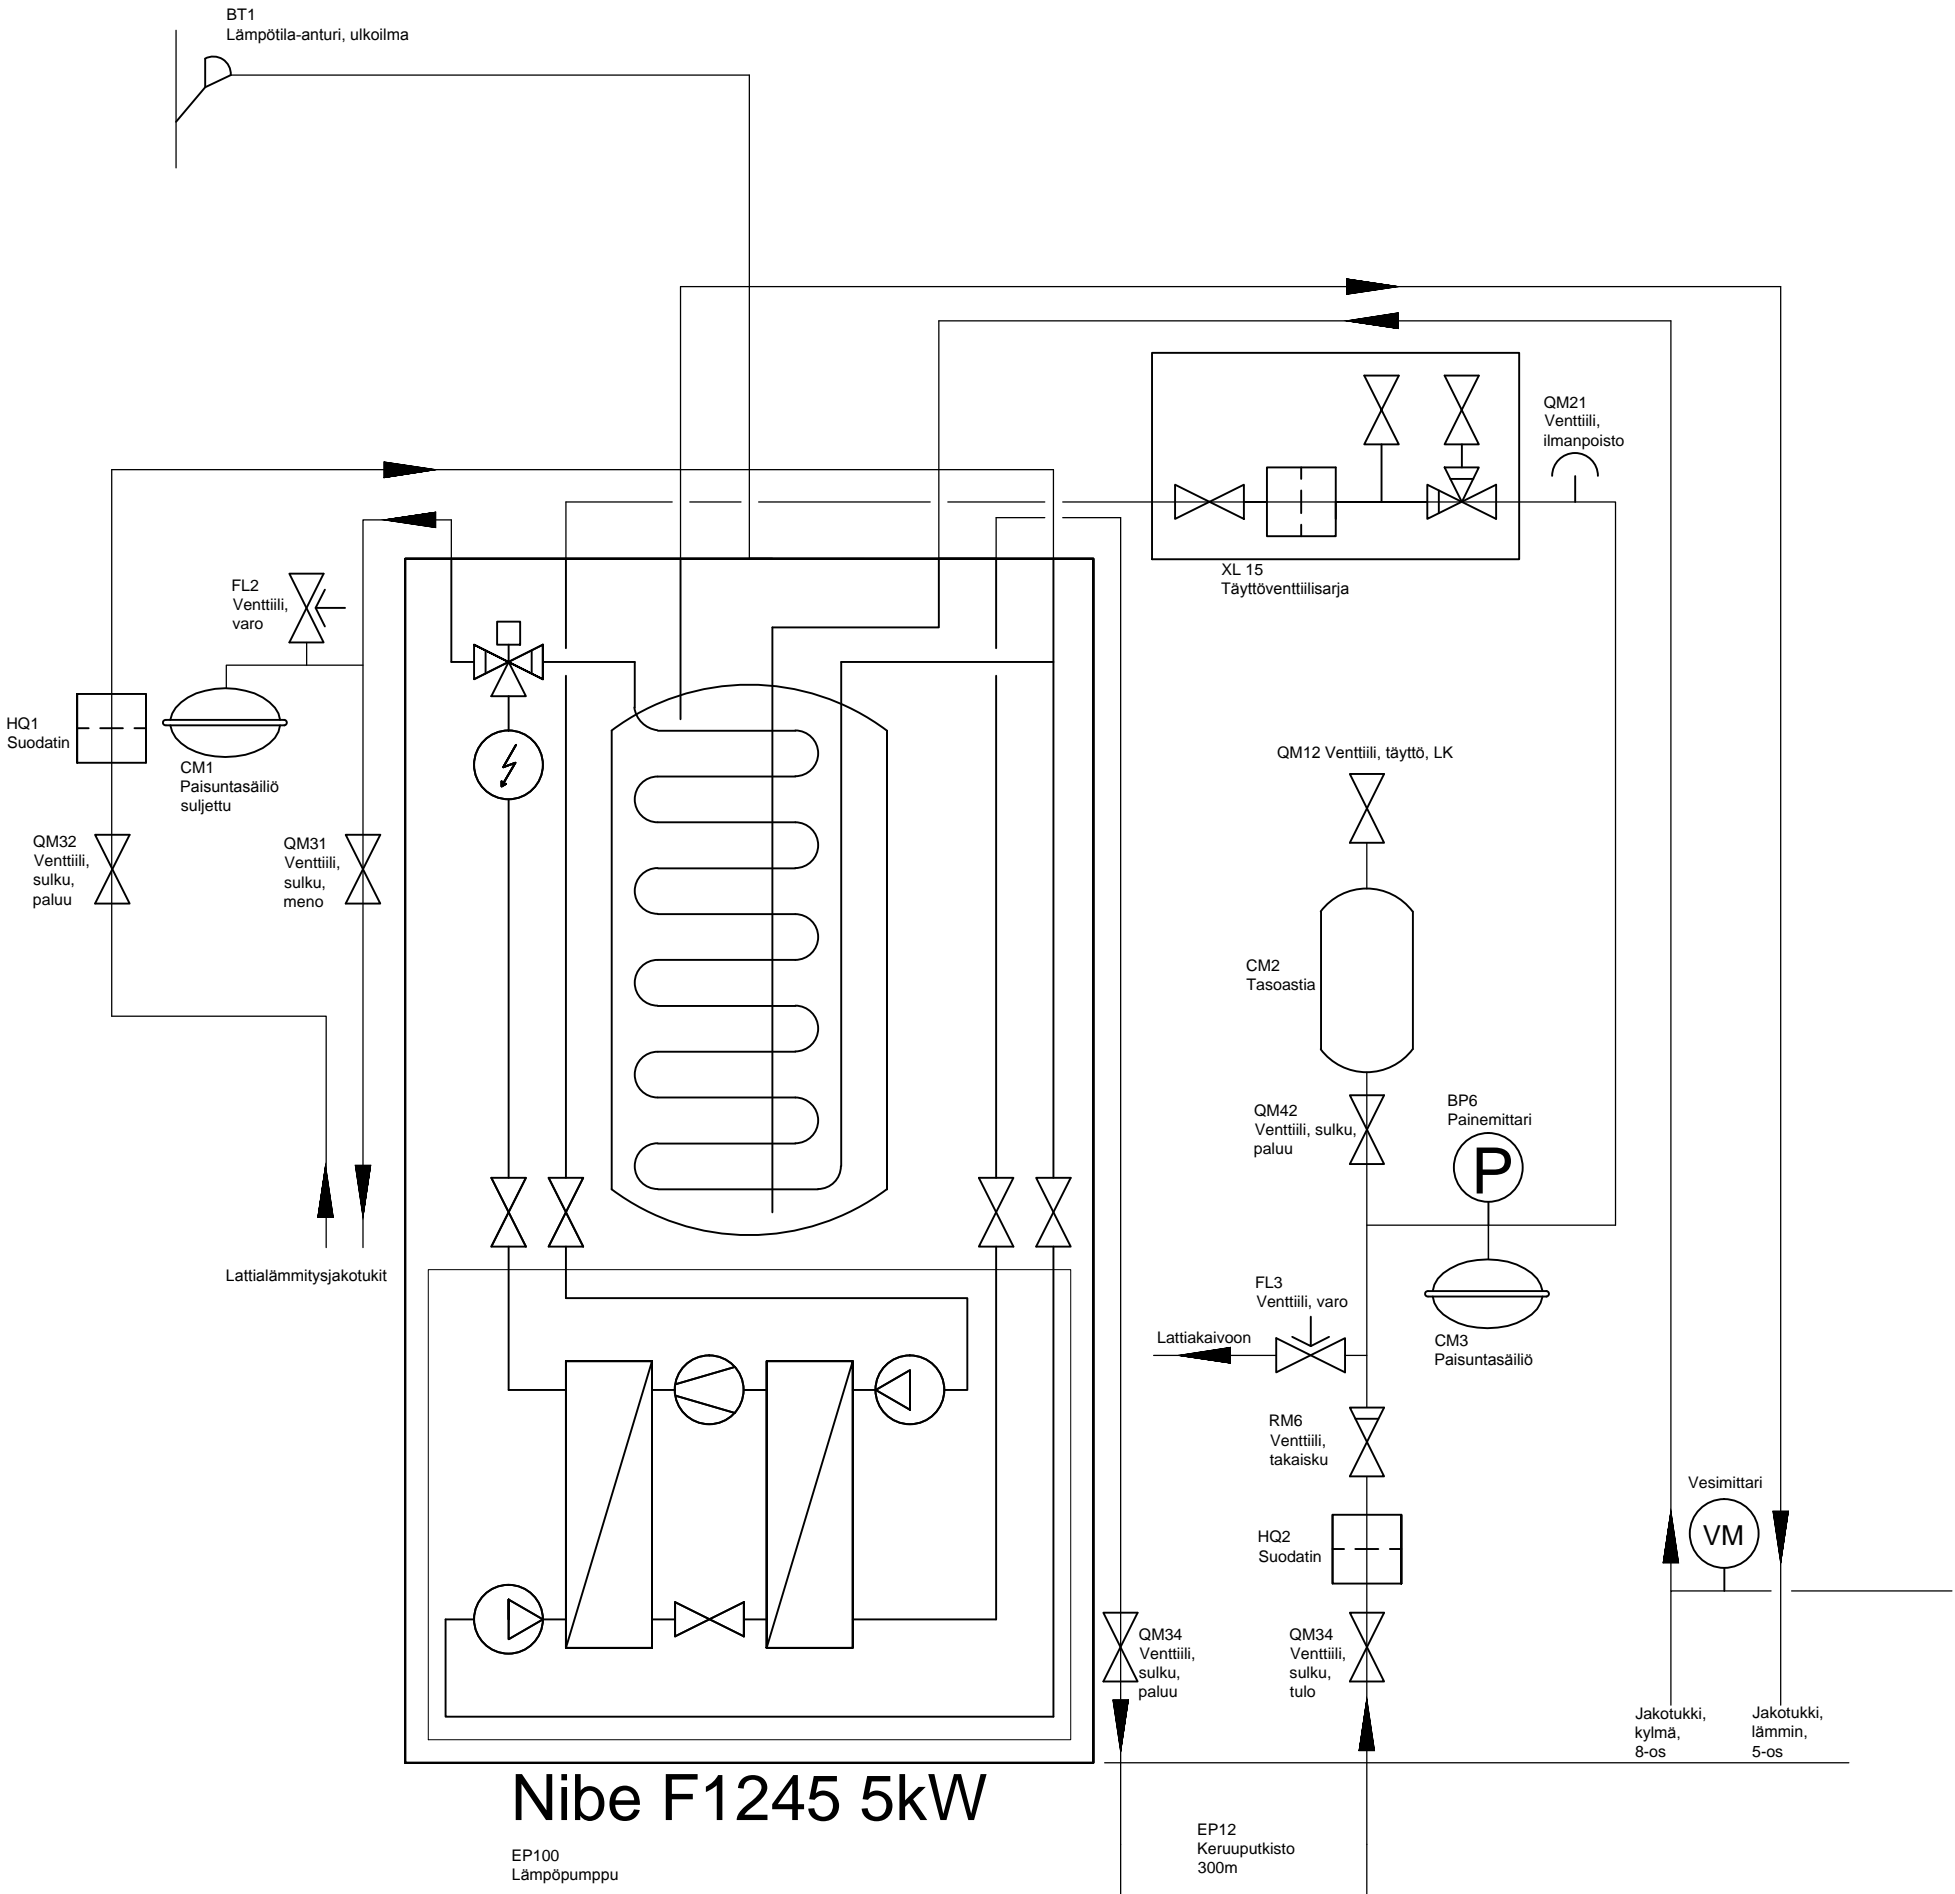 BT1
Lämpötila-anturi, ulkoilma
QM21
Venttiili,
ilmanpoisto
XL 15
Täyttöventtiilisarja
FL2
Venttiili,
varo
HQ1
Suodatin
CM1
Paisuntasäiliö
suljettu
QM32
Venttiili,
sulku,
paluu
QM31
Venttiili,
sulku,
meno
QM12 Venttiili, täyttö, LK
CM2
Tasoastia
QM42
Venttiili, sulku,
paluu
BP6
Painemittari
P
Lattialämmitysjakotukit
FL3
Venttiili, varo
Lattiakaivoon
CM3
Paisuntasäiliö
RM6
Venttiili,
takaisku
Vesimittari
VM
HQ2
Suodatin
QM34
Venttiili,
sulku,
paluu
QM34
Venttiili,
sulku,
tulo
Jakotukki,
kylmä,
8-os
Jakotukki,
lämmin,
5-os
Nibe F1245 5kW
EP100
Lämpöpumppu
EP12
Keruuputkisto
300m